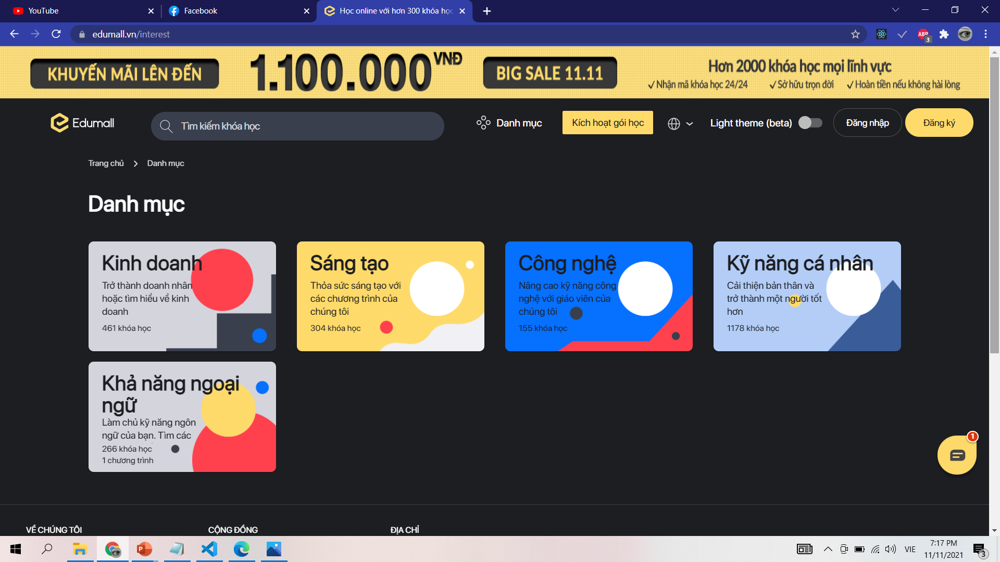 YouTube
Facebook
Học online với hơn 300 khóa học
edumall.vn/interest
ABP
3
KHUYẾN MÃI LÊN ĐẾN
1.100.000 VNĐ
BIG SALE 11.11
Hơn 2000 khóa học mọi lĩnh vực
✓ Nhận mã khóa học 24/24 ✓ Sở hữu trọn đời ✓ Hoàn tiền nếu không hài lòng
Edumall
Tìm kiếm khóa học
Danh mục
Kích hoạt gói học
Light theme (beta)
Đăng nhập
Đăng ký
Trang chủ > Danh mục
Danh mục
Kinh doanh
Trở thành doanh nhân
hoặc tìm hiểu về kinh
doanh
461 khóa học
Sáng tạo
Thỏa sức sáng tạo với
các chương trình của
chúng tôi
304 khóa học
Công nghệ
Nâng cao kỹ năng công
nghệ với giáo viên của
chúng tôi
155 khóa học
Kỹ năng cá nhân
Cải thiện bản thân và
trở thành một người tốt
hơn
1178 khóa học
Khả năng ngoại
ngữ
Làm chủ kỹ năng ngôn
ngữ của bạn. Tìm các
266 khóa học
1 chương trình
1
VỀ CHÚNG TÔI
CỘNG ĐỒNG
ĐỊA CHỈ
VIE
7:17 PM
11/11/2021
3